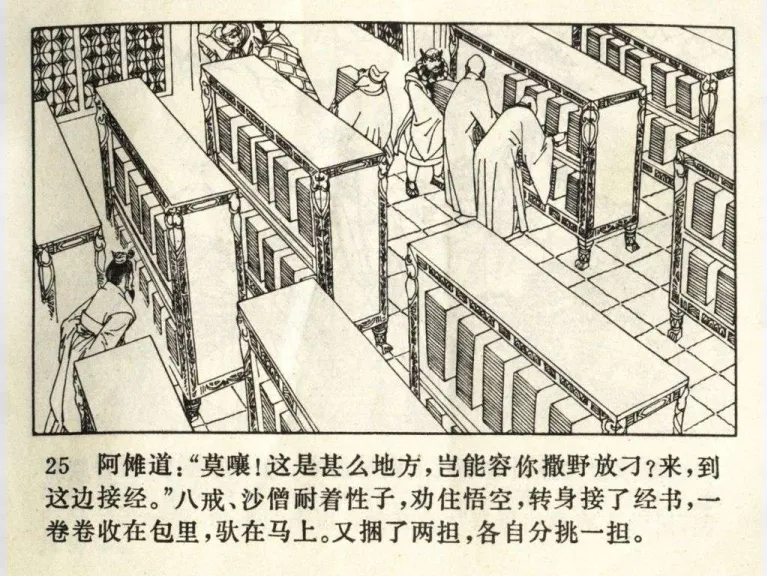 25 阿傩道：“莫嚷！这是甚么地方，岂能容你撒野放刁？来，到
这边接经。”八戒、沙僧耐着性子，劝住悟空，转身接了经书，一
卷卷收在包里，驮在马上。又捆了两担，各自分挑一担。